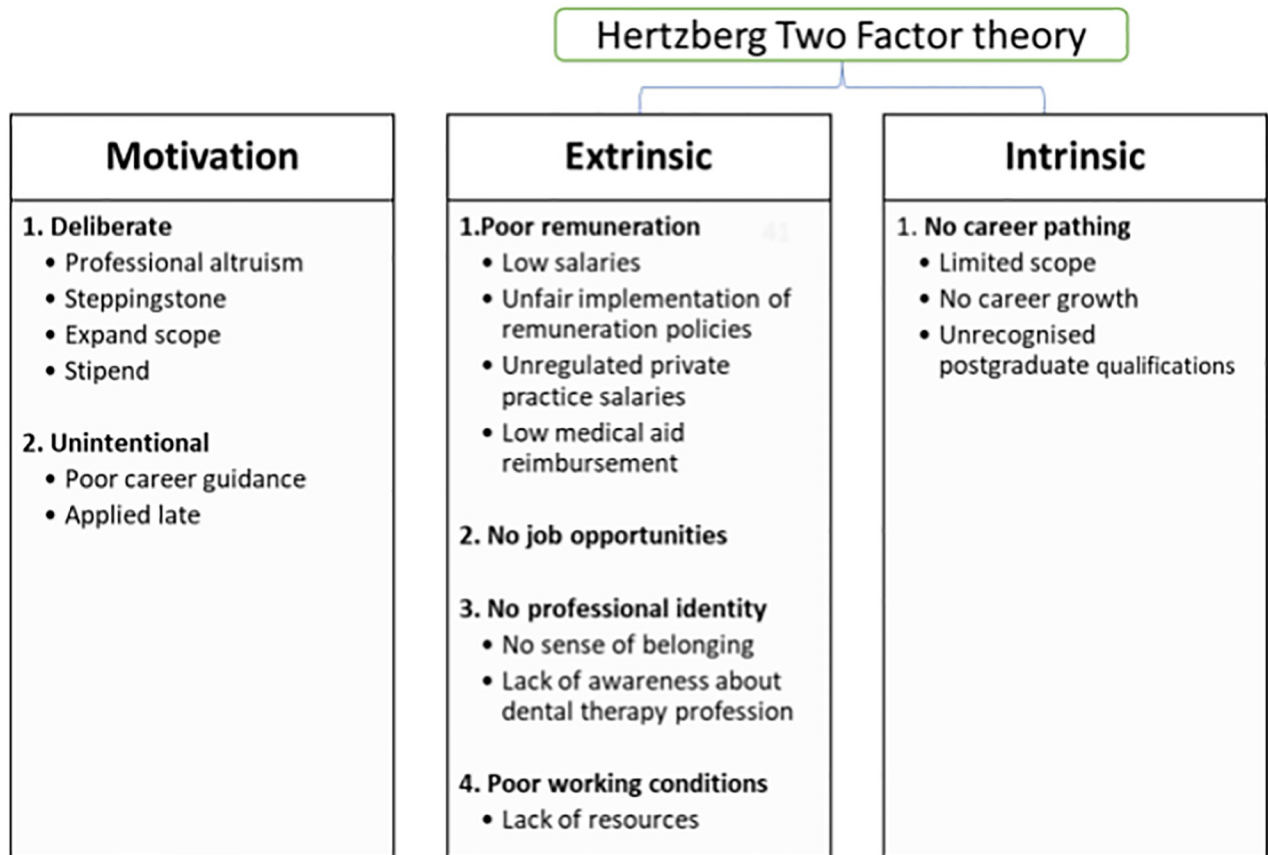 Hertzberg Two Factor theory
Motivation
1. Deliberate
• Professional altruism
• Steppingstone
• Expand scope
• Stipend
2. Unintentional
• Poor career guidance
• Applied late
Extrinsic
1.Poor remuneration
• Low salaries
• Unfair implementation of
remuneration policies
• Unregulated private
practice salaries
• Low medical aid
reimbursement
2. No job opportunities
3. No professional identity
• No sense of belonging
• Lack of awareness about
dental therapy profession
4. Poor working conditions
• Lack of resources
Intrinsic
1. No career pathing
• Limited scope
• No career growth
• Unrecognised
postgraduate qualifications